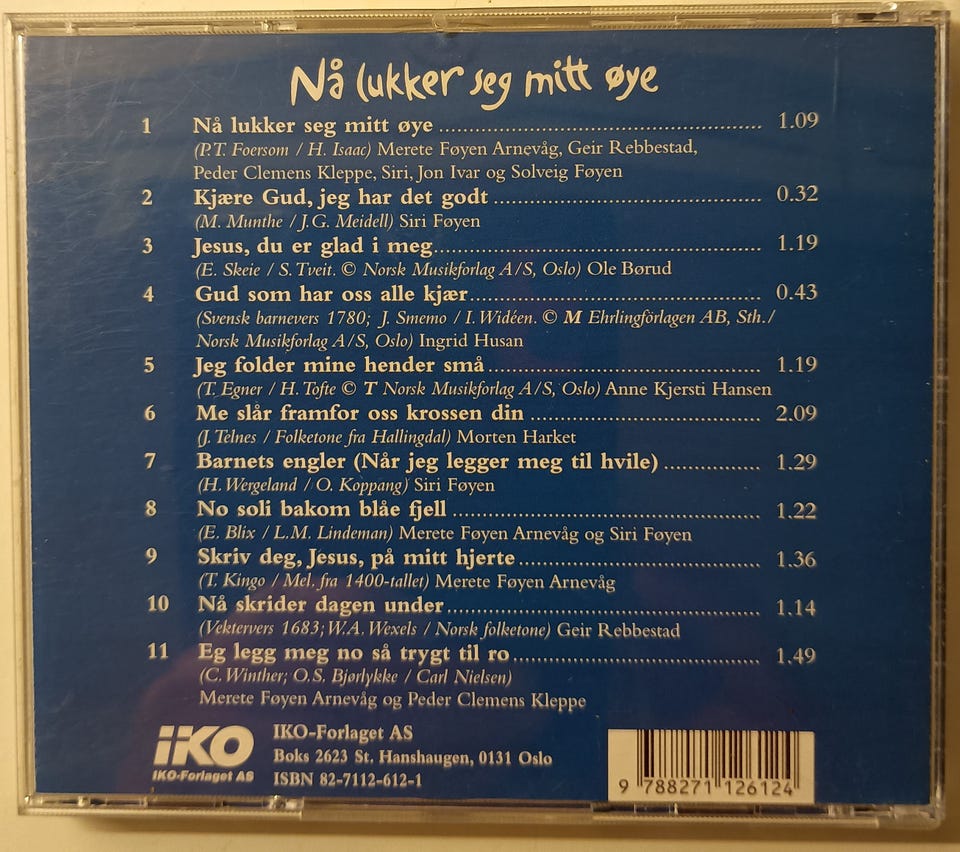 Nå lukker seg mitt øye
1 Nå lukker seg mitt øye 1.09
(P.T. Foersom / H. Isaac) Merete Føyen Arnevåg, Geir Rebbestad,
Peder Clemens Kleppe, Siri, Jon Ivar og Solveig Føyen
2 Kjære Gud, jeg har det godt 0.32
(M. Munthe / J.G. Meidell) Siri Føyen
3 Jesus, du er glad i meg 1.19
(E. Skeie / S. Tveit. © Norsk Musikforlag A/S, Oslo) Ole Børud
4 Gud som har oss alle kjær 0.43
(Svensk barnevers 1780; J. Smemo / I. Widéen. © M Ehrlingförlagen AB, Sth./
Norsk Musikforlag A/S, Oslo) Ingrid Husan
5 Jeg folder mine hender små 1.19
(T. Egner / H. Tofte © T Norsk Musikforlag A/S, Oslo) Anne Kjersti Hansen
6 Me slår framfor oss krossen din 2.09
(J. Telnes / Folketone fra Hallingdal) Morten Harket
7 Barnets engler (Når jeg legger meg til hvile) 1.29
(H. Wergeland / O. Koppang) Siri Føyen
8 No soli bakom blåe fjell 1.22
(E. Blix / L.M. Lindeman) Merete Føyen Arnevåg og Siri Føyen
9 Skriv deg, Jesus, på mitt hjerte 1.36
(T. Kingo / Mel. fra 1400-tallet) Merete Føyen Arnevåg
10 Nå skrider dagen under 1.14
(Vektervers 1683; W.A. Wexels / Norsk folketone) Geir Rebbestad
11 Eg legg meg no så trygt til ro 1.49
(C. Winther; O.S. Bjørlykke / Carl Nielsen)
Merete Føyen Arnevåg og Peder Clemens Kleppe
IKO
IKO-Forlaget AS
IKO-Forlaget AS
Boks 2623 St. Hanshaugen, 0131 Oslo
ISBN 82-7112-612-1
9 788271 126124